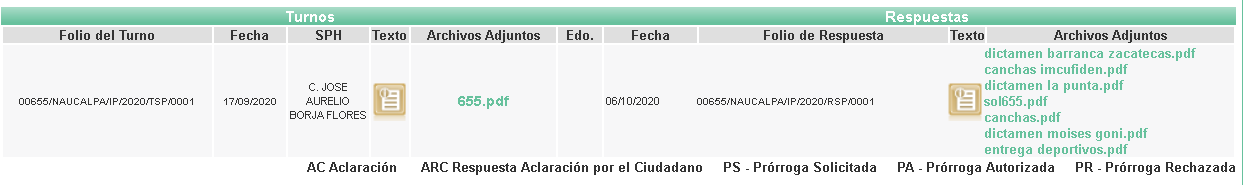 Turnos Respuestas
Folio del Turno Fecha SPH Texto Archivos Adjuntos Edo. Fecha Folio de Respuesta Texto Archivos Adjuntos
00655/NAUCALPA/IP/2020/TSP/0001 17/09/2020
C. JOSE
AURELIO
BORJA FLORES
655.pdf
06/10/2020 00655/NAUCALPA/IP/2020/RSP/0001
dictamen barranca zacatecas.pdf
canchas imcufiden.pdf
dictamen la punta.pdf
sol655.pdf
canchas.pdf
dictamen moises goni.pdf
entrega deportivos.pdf
AC Aclaración ARC Respuesta Aclaración por el Ciudadano PS - Prórroga Solicitada PA - Prórroga Autorizada PR - Prórroga Rechazada